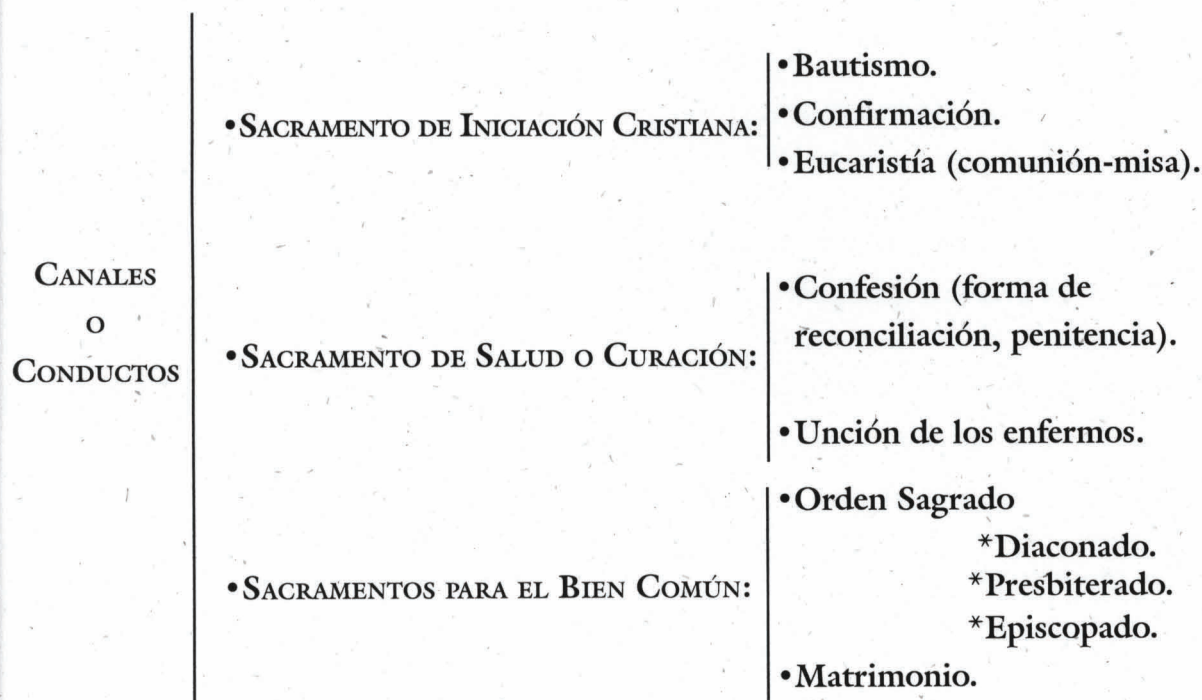 CANALES
O
CONDUCTOS
•SACRAMENTO DE INICIACIÓN CRISTIANA:
•Bautismo.
•Confirmación.
•Eucaristía (comunión-misa).
•SACRAMENTO DE SALUD O CURACIÓN:
•Confesión (forma de
reconciliación, penitencia).
•Unción de los enfermos.
•SACRAMENTOS PARA EL BIEN COMÚN:
•Orden Sagrado
*Diaconado.
*Presbiterado.
*Episcopado.
•Matrimonio.